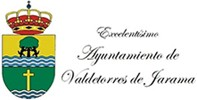 Excelentísimo
Ayuntamiento de
Valdetorres de Jarama